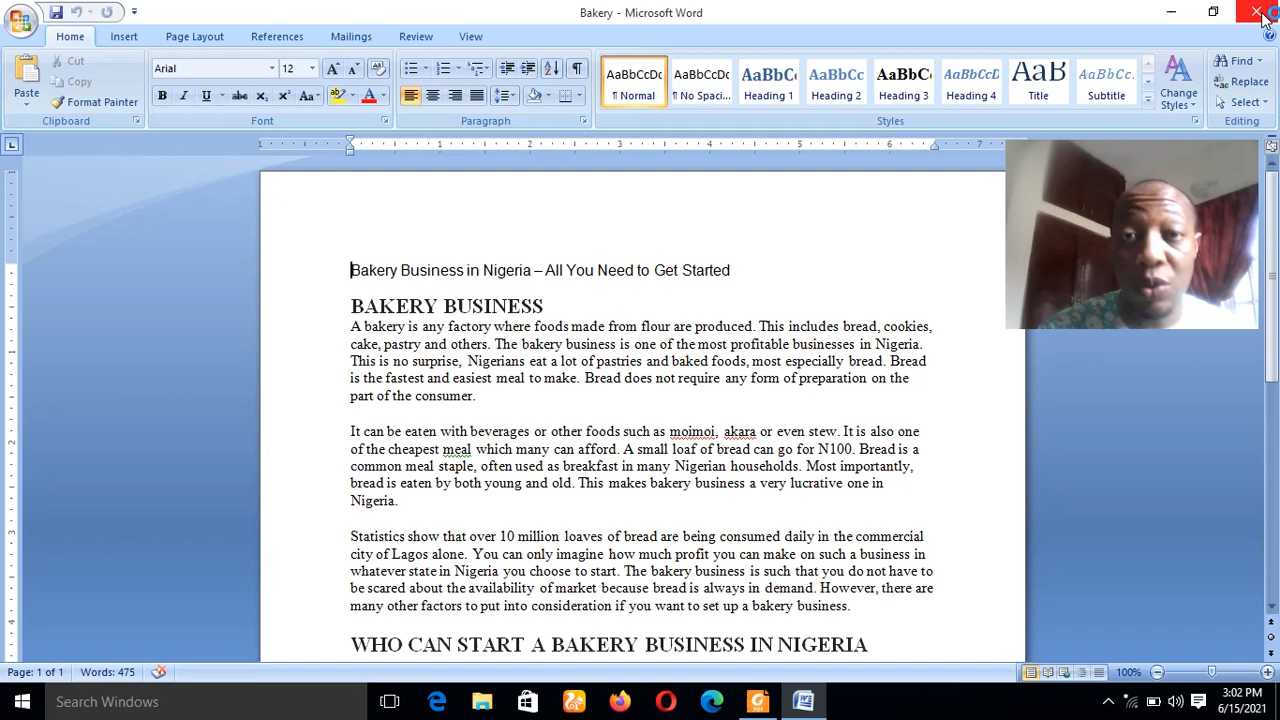 Bakery - Microsoft Word
Home Insert Page Layout References Mailings Review View
Paste
Cut
Copy
Format Painter
Clipboard
Arial 12
Font
Paragraph
AaBbCcDc AaBbCcDc AaBbC AaBbCc AaBbCc AaBbCcD AaB AaBbCcD
¶ Normal ¶ No Spaci... Heading 1 Heading 2 Heading 3 Heading 4 Title Subtitle
Change Styles
Styles
Find
Replace
Select
Editing
1 1 2 3 4 5 6 7
Bakery Business in Nigeria – All You Need to Get Started
BAKERY BUSINESS
A bakery is any factory where foods made from flour are produced. This includes bread, cookies,
cake, pastry and others. The bakery business is one of the most profitable businesses in Nigeria.
This is no surprise, Nigerians eat a lot of pastries and baked foods, most especially bread. Bread
is the fastest and easiest meal to make. Bread does not require any form of preparation on the
part of the consumer.
It can be eaten with beverages or other foods such as moimoi, akara or even stew. It is also one
of the cheapest meal which many can afford. A small loaf of bread can go for N100. Bread is a
common meal staple, often used as breakfast in many Nigerian households. Most importantly,
bread is eaten by both young and old. This makes bakery business a very lucrative one in
Nigeria.
Statistics show that over 10 million loaves of bread are being consumed daily in the commercial
city of Lagos alone. You can only imagine how much profit you can make on such a business in
whatever state in Nigeria you choose to start. The bakery business is such that you do not have to
be scared about the availability of market because bread is always in demand. However, there are
many other factors to put into consideration if you want to set up a bakery business.
WHO CAN START A BAKERY BUSINESS IN NIGERIA
Page: 1 of 1 Words: 475 100%
Search Windows
3:02 PM
6/15/2021